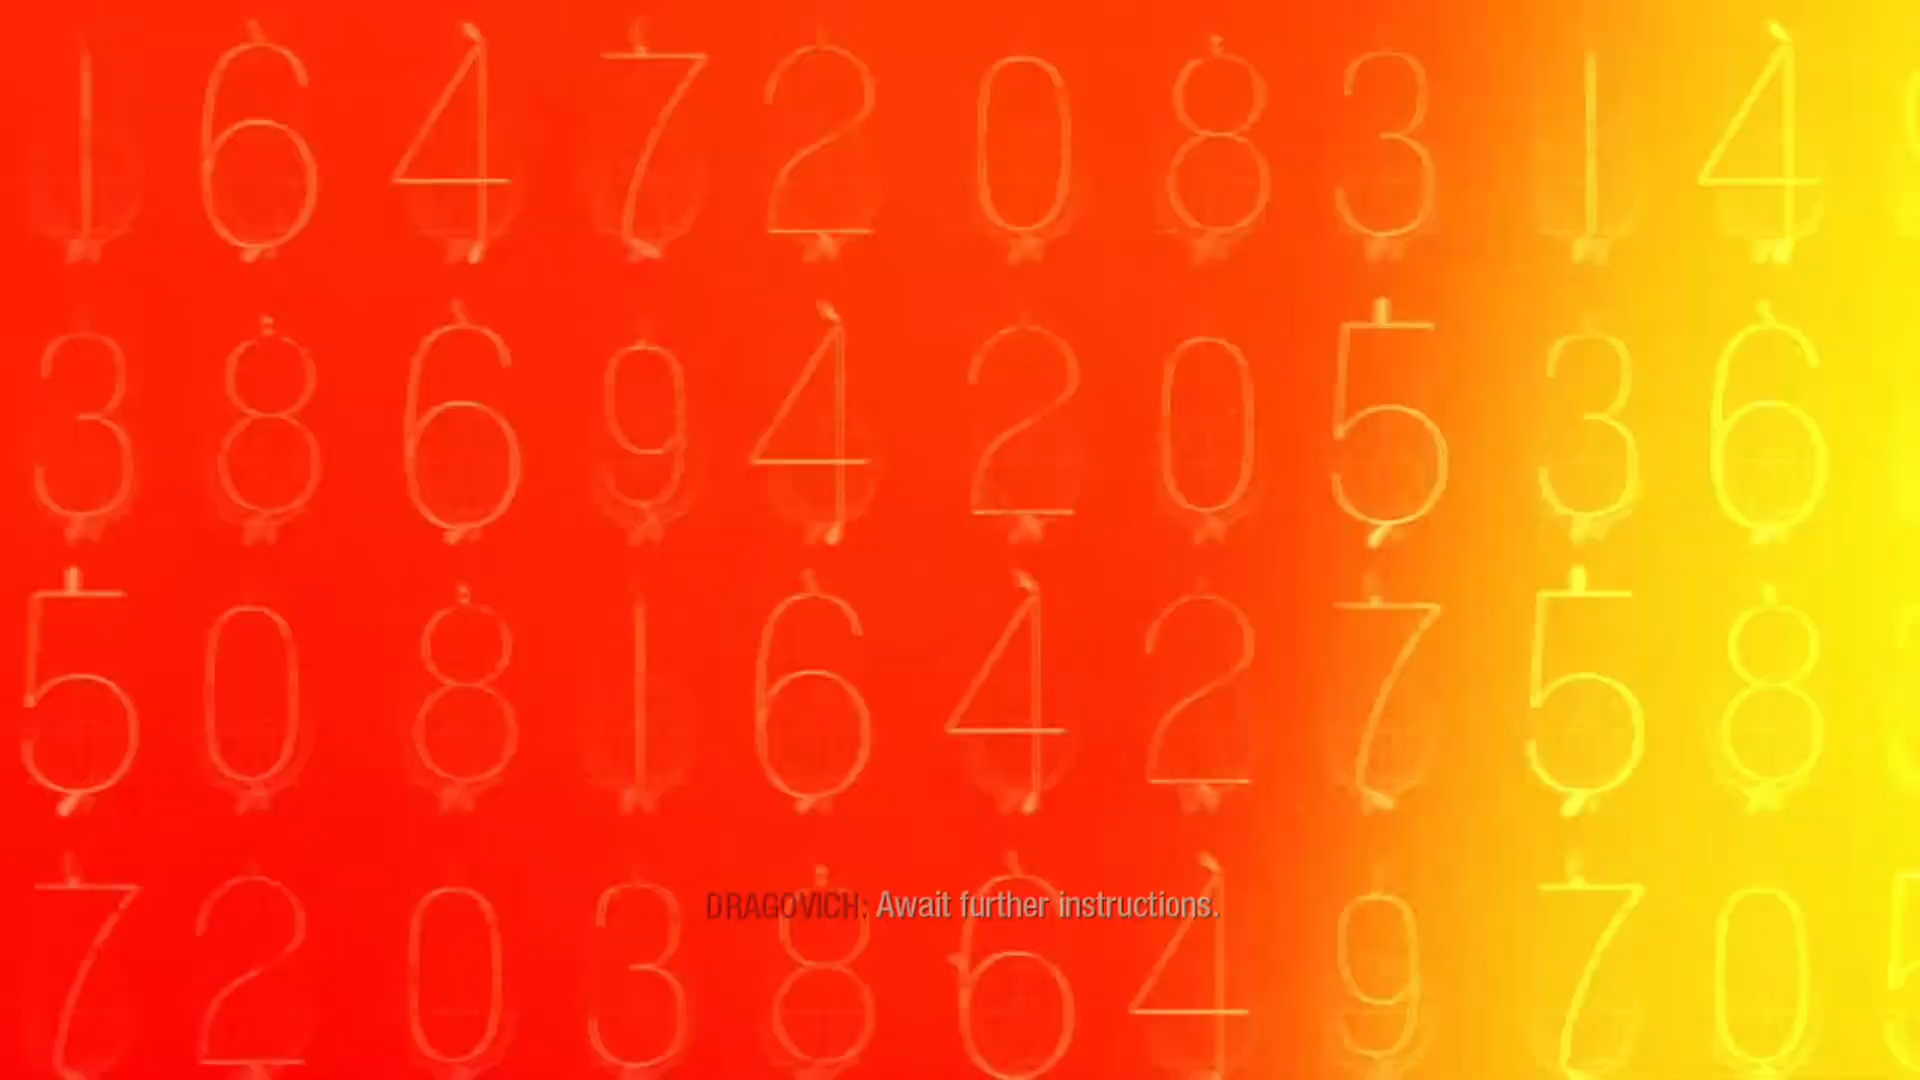 1 6 4 7 2 0 8 3 1 4
3 8 6 9 4 2 0 5 3 6
5 0 8 1 6 4 2 7 5 8
DRAGOVICH: Await further instructions.
7 2 0 3 8 6 4 9 7 0 5